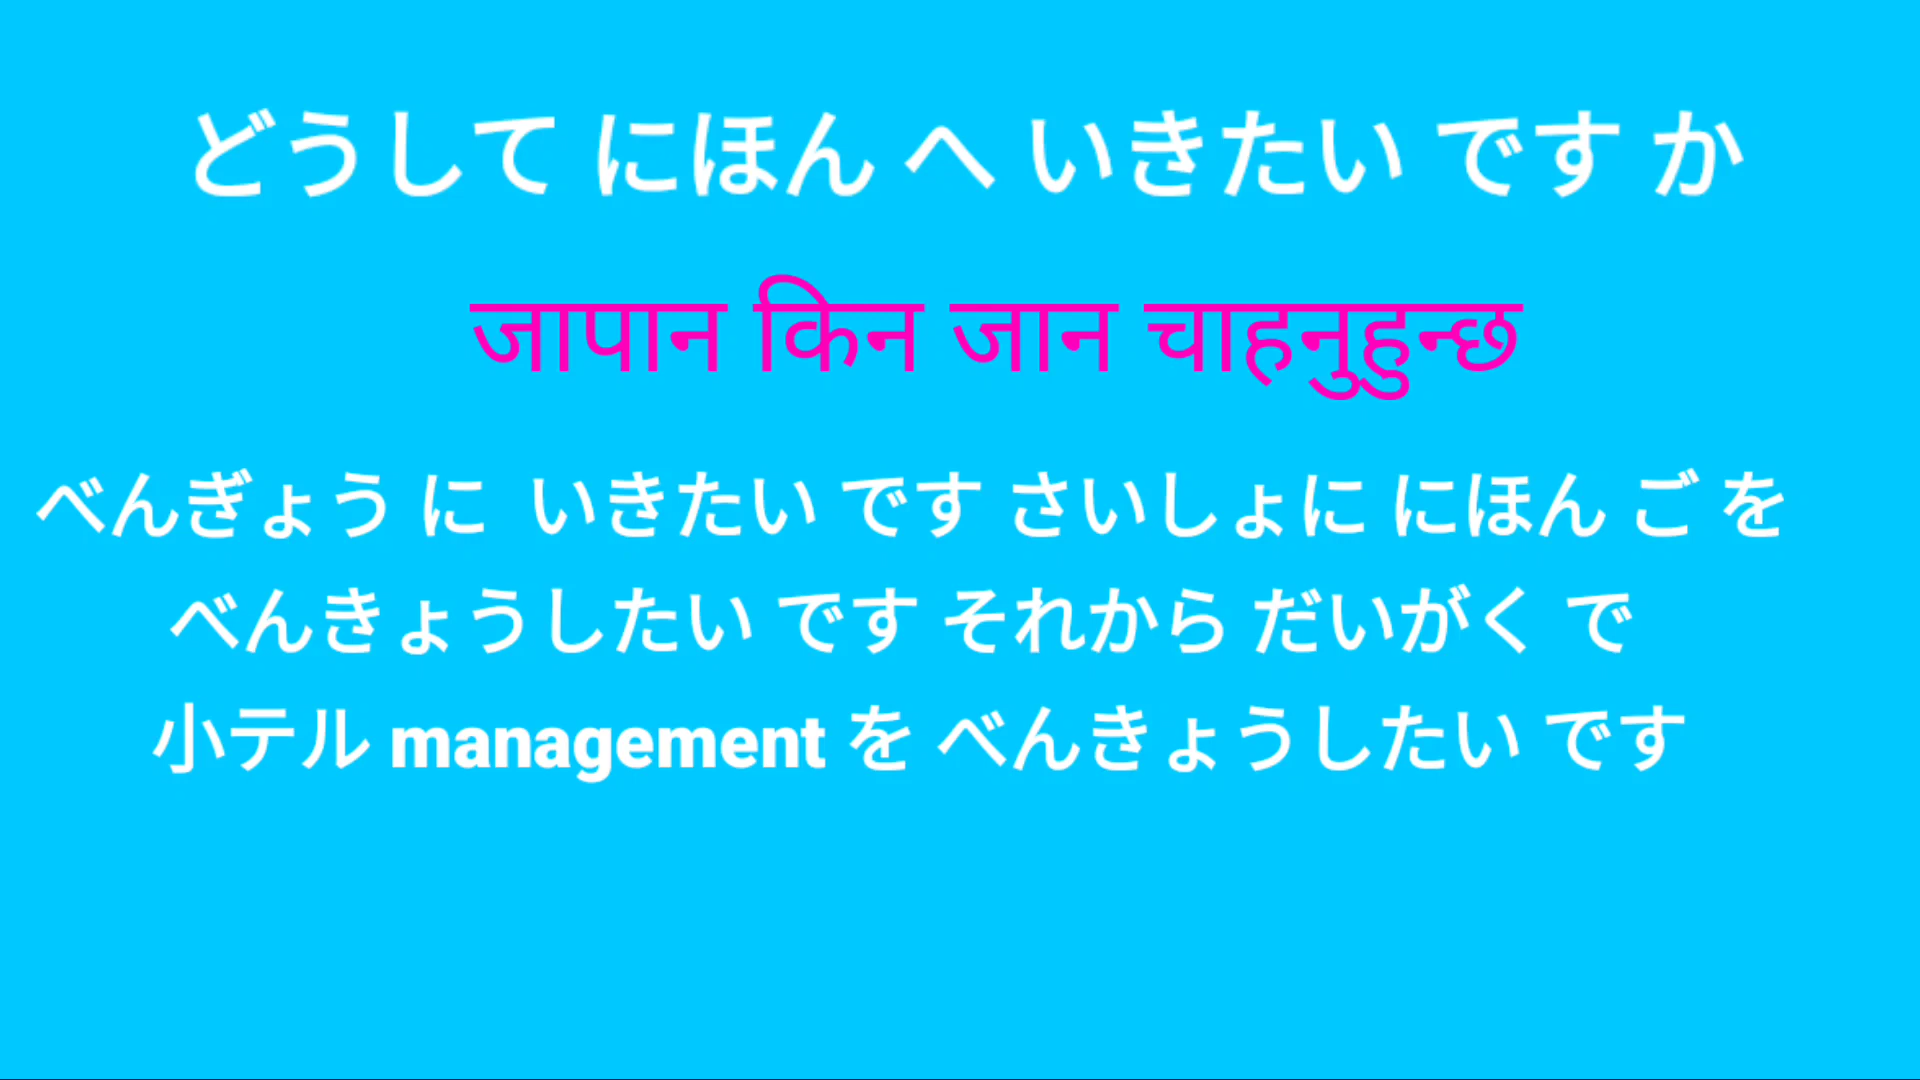 どうして にほん へ いきたい です か
जापान किन जान चाहनुहुन्छ
べんぎょう に いきたい です さいしょに にほん ご を
べんきょうしたい です それから だいがく で
小テル management を べんきょうしたい です